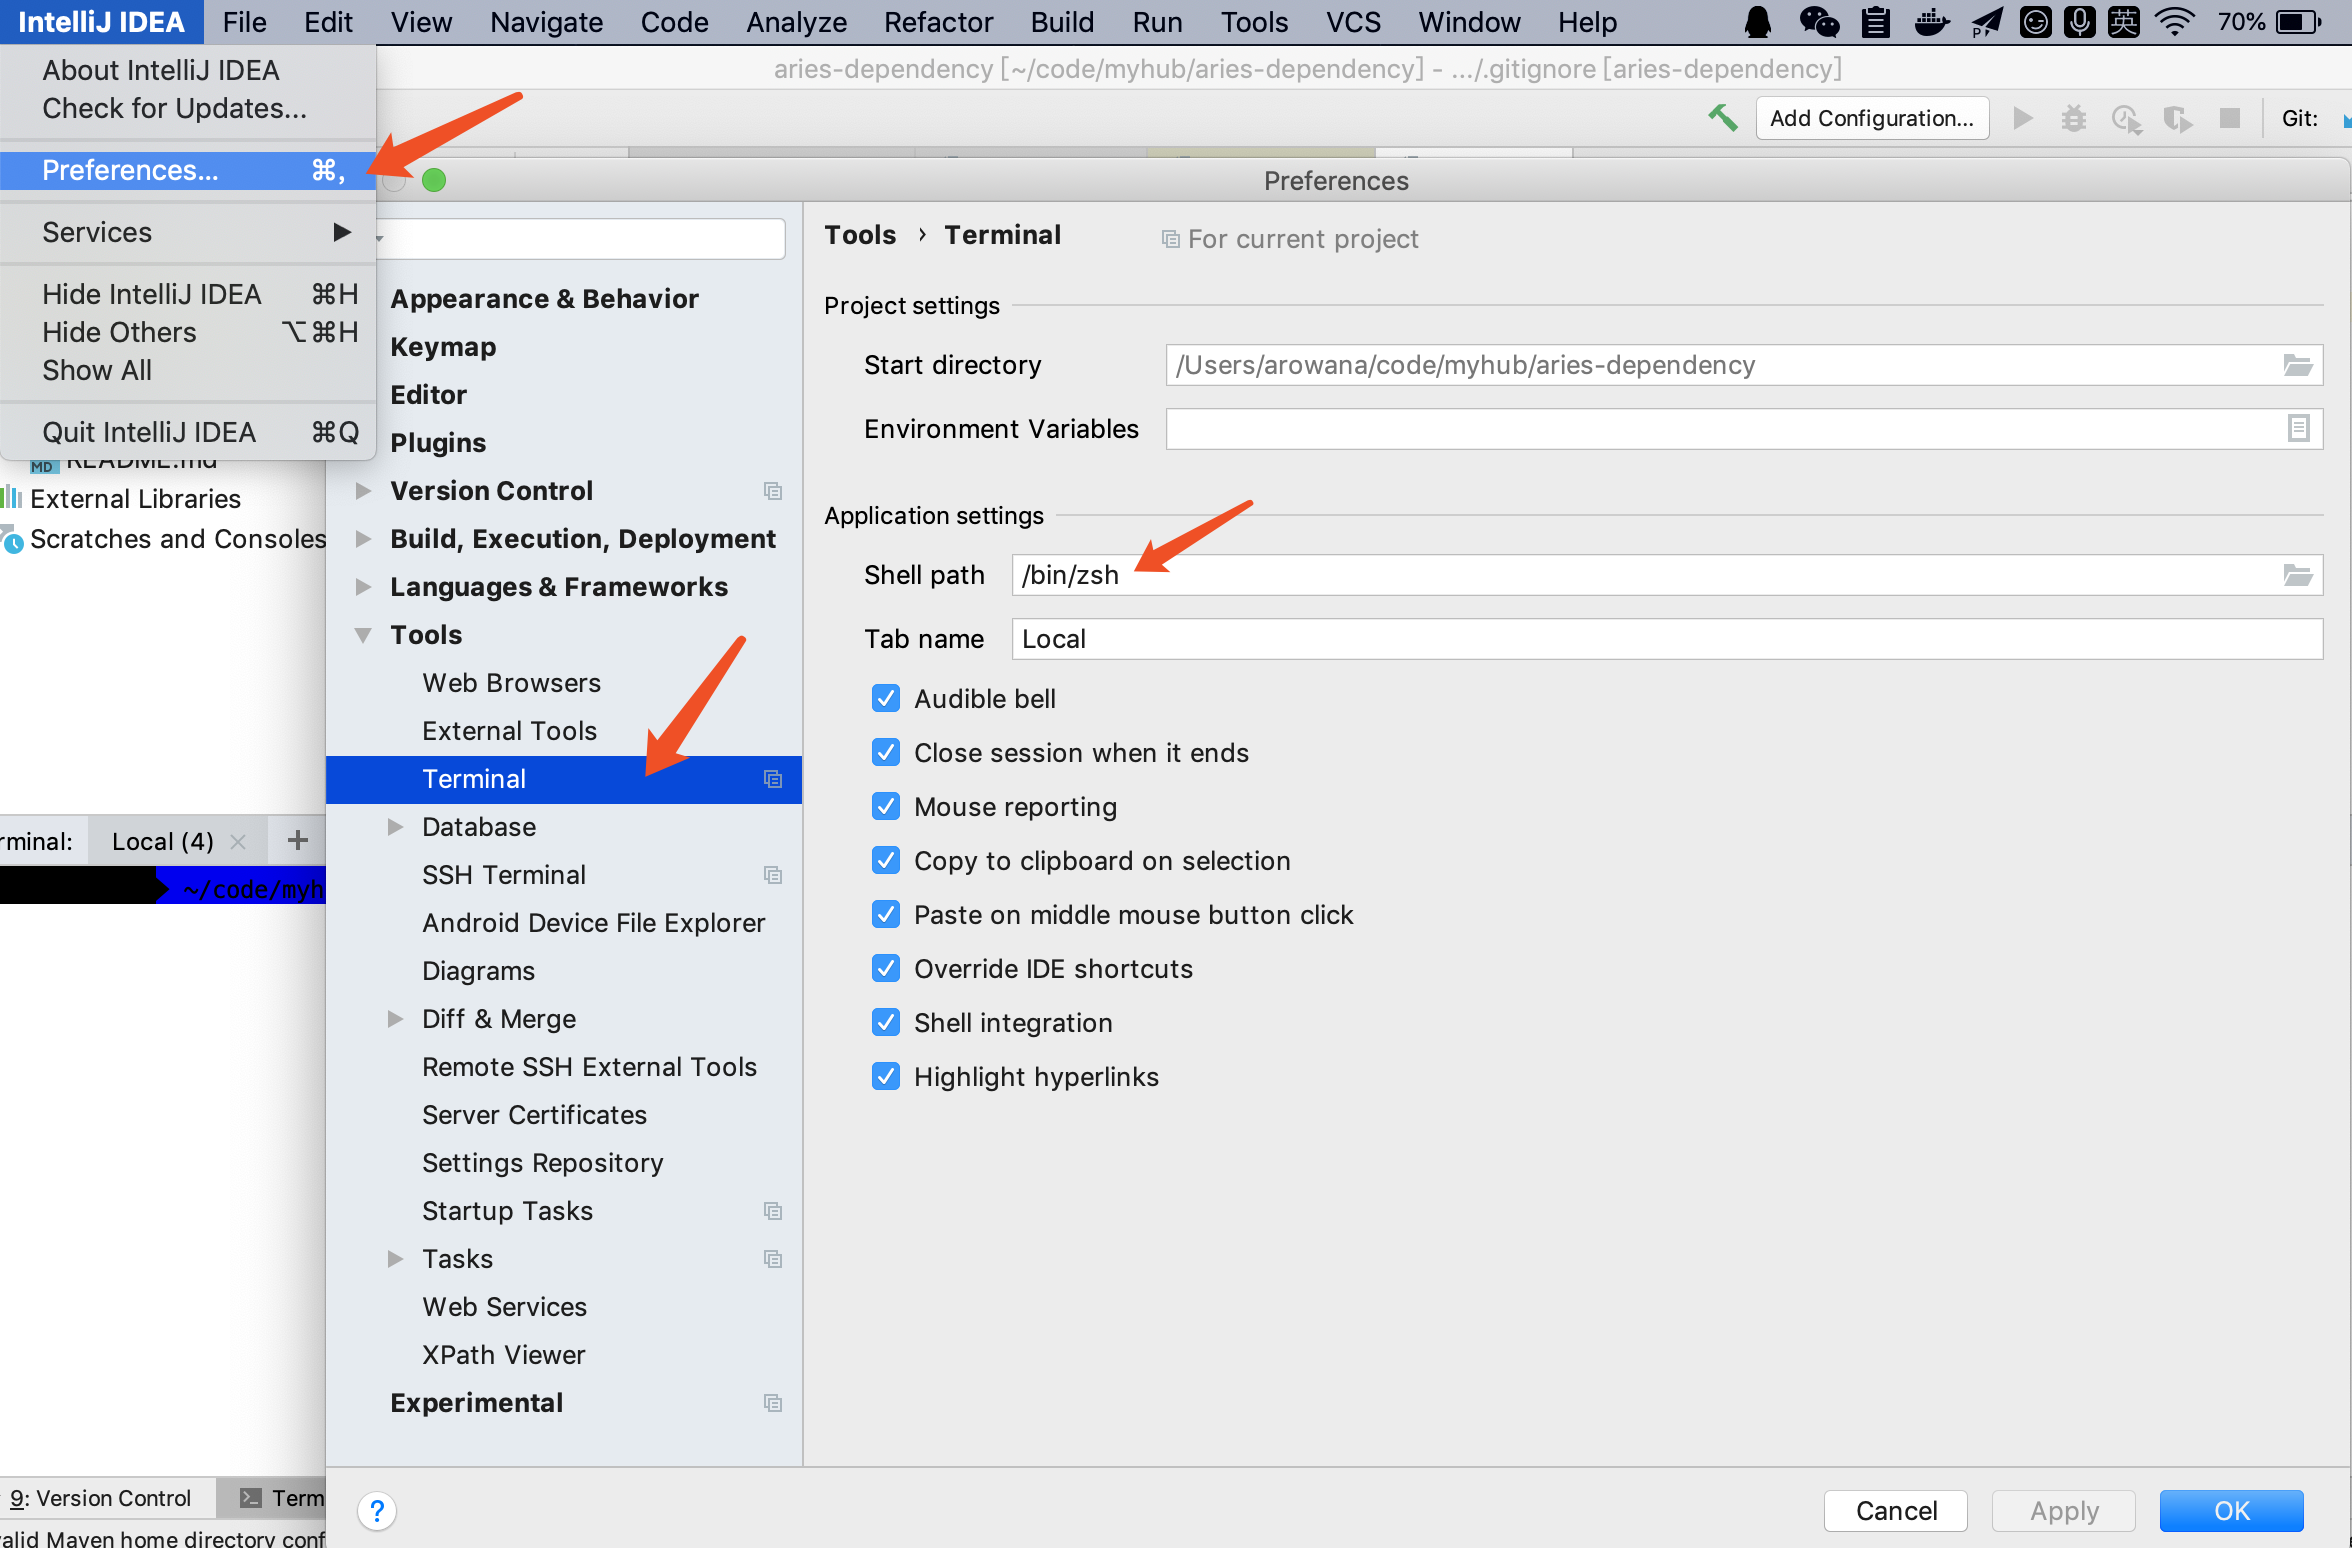 IntelliJ IDEA File Edit View Navigate Code Analyze Refactor Build Run Tools VCS Window Help 英 70%
About IntelliJ IDEA
Check for Updates...
Preferences... ⌘,
Services ▶
Hide IntelliJ IDEA ⌘H
Hide Others ⌥⌘H
Show All
Quit IntelliJ IDEA ⌘Q
aries-dependency [~/code/myhub/aries-dependency] - .../.gitignore [aries-dependency]
Add Configuration... Git:
MD README.md
External Libraries
Scratches and Consoles
rminal: Local (4) × +
~/code/myh
9: Version Control Term
alid Maven home directory conf
Preferences
Appearance & Behavior
Keymap
Editor
Plugins
Version Control
Build, Execution, Deployment
Languages & Frameworks
Tools
Web Browsers
External Tools
Terminal
Database
SSH Terminal
Android Device File Explorer
Diagrams
Diff & Merge
Remote SSH External Tools
Server Certificates
Settings Repository
Startup Tasks
Tasks
Web Services
XPath Viewer
Experimental
Tools › Terminal For current project
Project settings
Start directory /Users/arowana/code/myhub/aries-dependency
Environment Variables
Application settings
Shell path /bin/zsh
Tab name Local
Audible bell
Close session when it ends
Mouse reporting
Copy to clipboard on selection
Paste on middle mouse button click
Override IDE shortcuts
Shell integration
Highlight hyperlinks
? Cancel Apply OK